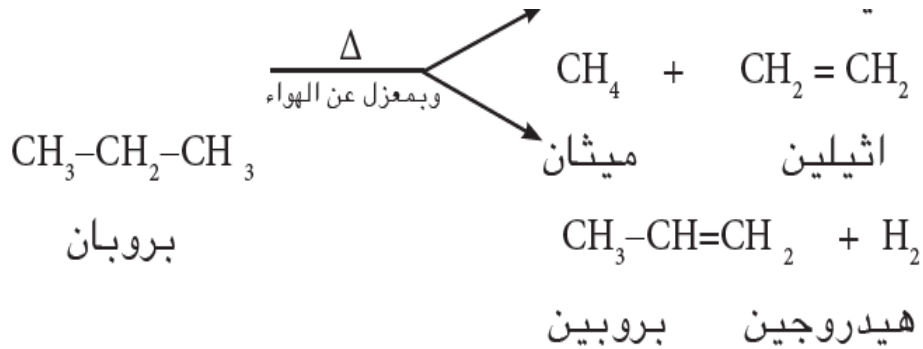 Δ
CH₄ + CH₂ = CH₂
وبمعزل عن الهواء
CH₃–CH₂–CH₃
ميثان اثيلين
بروبان
CH₃–CH=CH₂ + H₂
بروبين هيدروجين